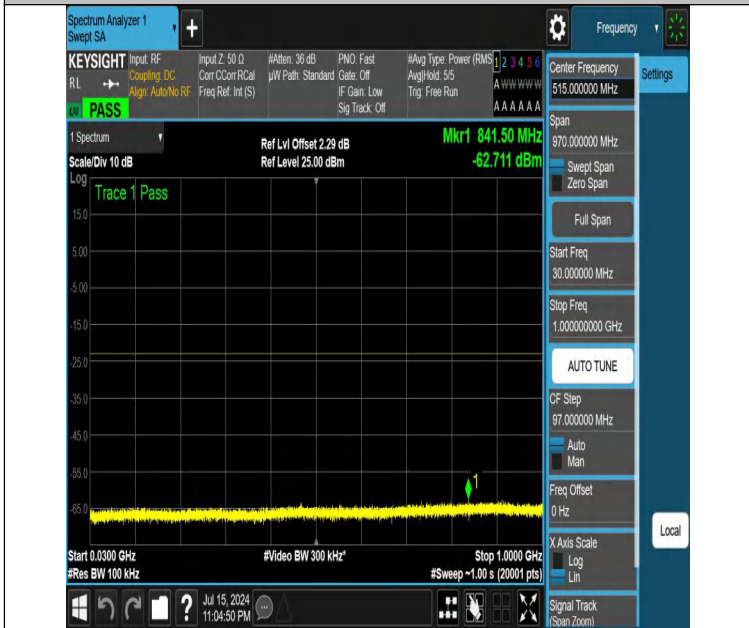 Spectrum Analyzer 1
Swept SA
Frequency
KEYSIGHT
RL
LXI
PASS
Input: RF
Coupling: DC
Align: Auto/No RF
Input Z: 50 Ω
Corr CCorr RCal
Freq Ref: Int (S)
#Atten: 36 dB
µW Path: Standard
PNO: Fast
Gate: Off
IF Gain: Low
Sig Track: Off
#Avg Type: Power (RMS
Avg|Hold: 5/5
Trig: Free Run
1 2 3 4 5 6
A W W W W W
A A A A A A
1 Spectrum
Scale/Div 10 dB
Ref Lvl Offset 2.29 dB
Ref Level 25.00 dBm
Mkr1 841.50 MHz
-62.711 dBm
Log
Trace 1 Pass
15.0
5.00
-5.00
-15.0
-25.0
-35.0
-45.0
-55.0
-65.0
1
Start 0.0300 GHz
#Res BW 100 kHz
#Video BW 300 kHz*
Stop 1.0000 GHz
#Sweep ~1.00 s (20001 pts)
Center Frequency
515.000000 MHz
Settings
Span
970.000000 MHz
Swept Span
Zero Span
Full Span
Start Freq
30.000000 MHz
Stop Freq
1.000000000 GHz
AUTO TUNE
CF Step
97.000000 MHz
Auto
Man
Freq Offset
0 Hz
X Axis Scale
Log
Lin
Local
Signal Track
(Span Zoom)
?
Jul 15, 2024
11:04:50 PM